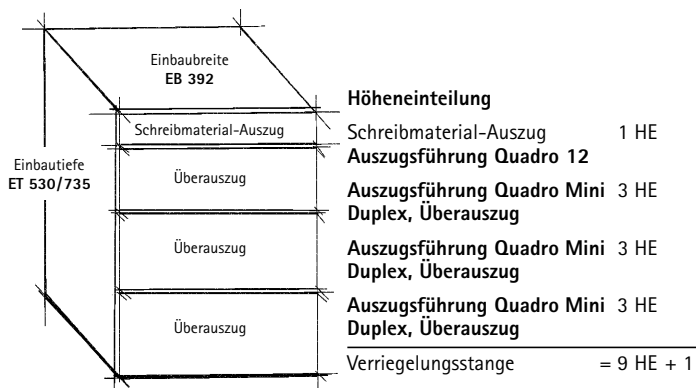 Einbaubreite
EB 392
Schreibmaterial-Auszug
Einbautiefe
ET 530/735
Überauszug
Überauszug
Überauszug
Höheneinteilung
Schreibmaterial-Auszug 1 HE
Auszugsführung Quadro 12
Auszugsführung Quadro Mini 3 HE
Duplex, Überauszug
Auszugsführung Quadro Mini 3 HE
Duplex, Überauszug
Auszugsführung Quadro Mini 3 HE
Duplex, Überauszug
Verriegelungsstange = 9 HE + 1